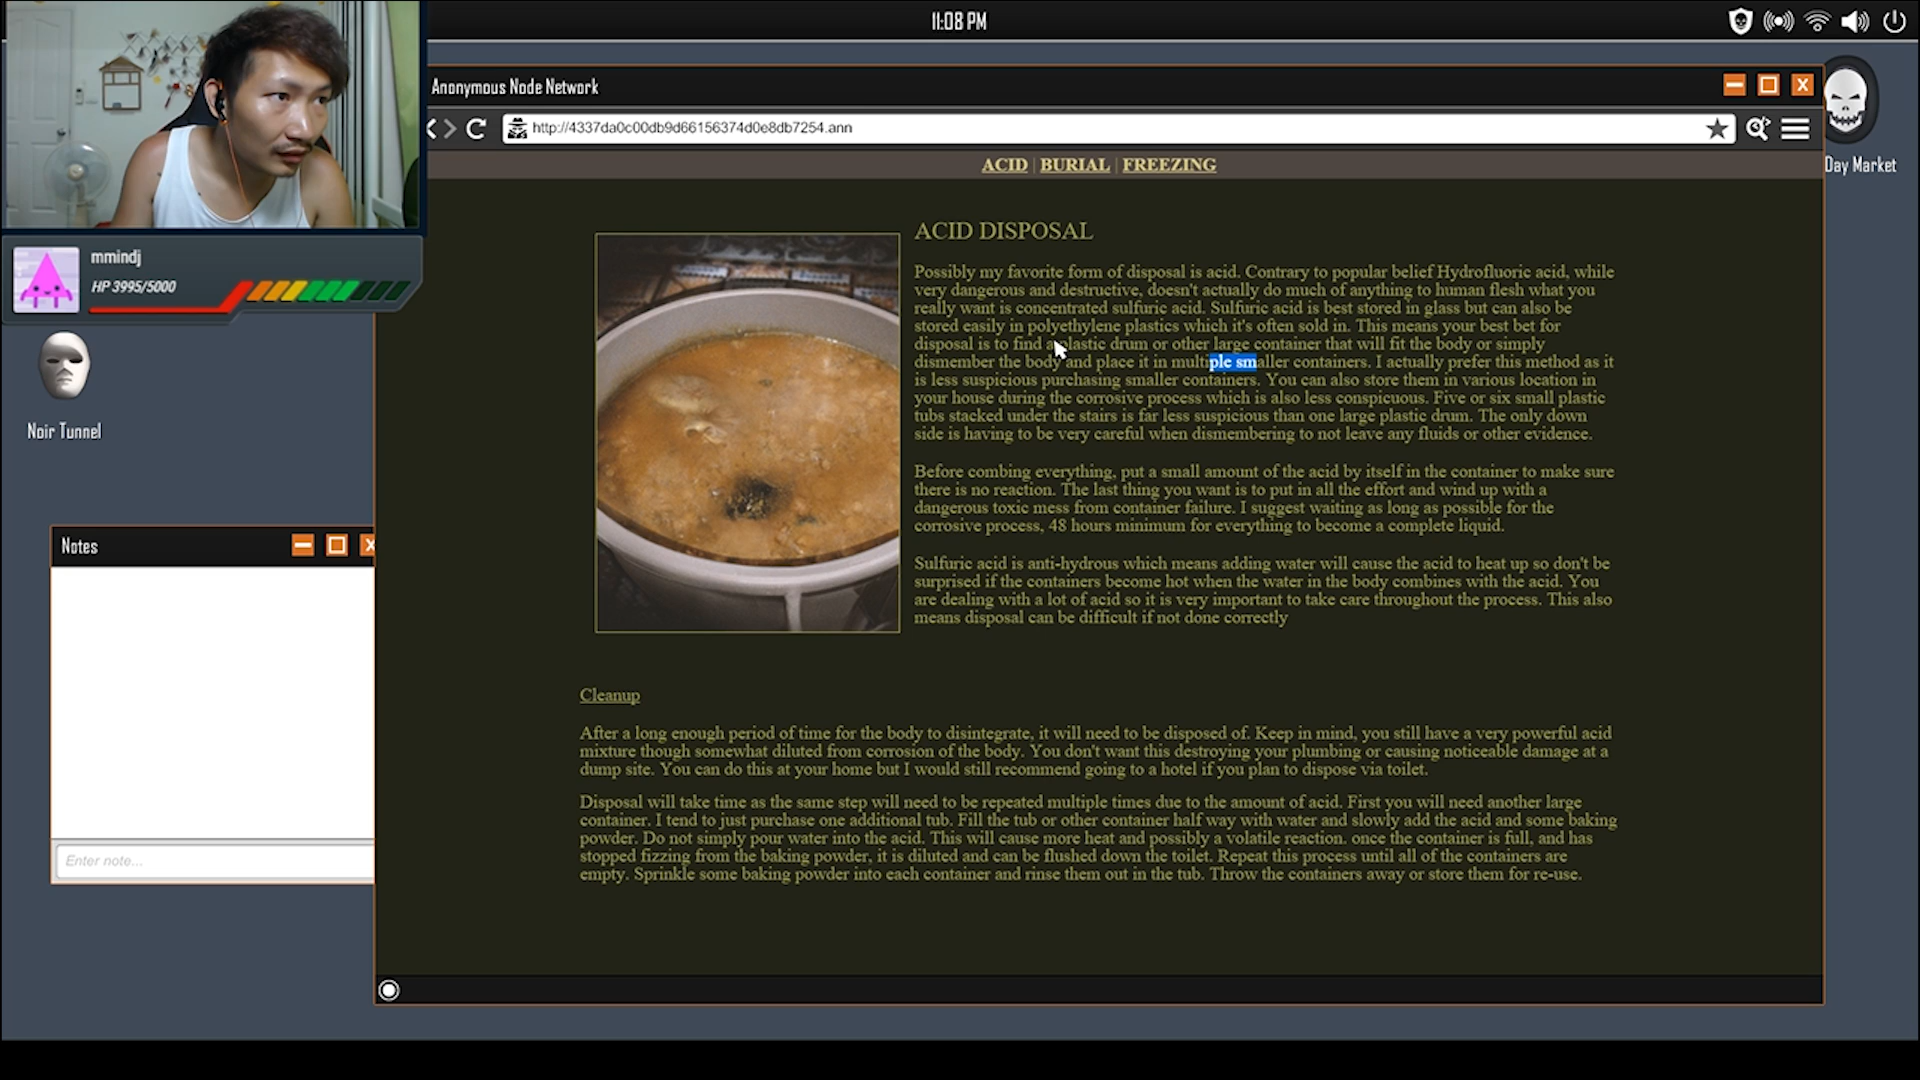 11:08 PM
Anonymous Node Network
http://4337da0c00db9d66156374d0e8db7254.ann
Day Market
ACID | BURIAL | FREEZING
mmindj
HP 3995/5000
Noir Tunnel
Notes
Enter note...
ACID DISPOSAL
Possibly my favorite form of disposal is acid. Contrary to popular belief Hydrofluoric acid, while
very dangerous and destructive, doesn't actually do much of anything to human flesh what you
really want is concentrated sulfuric acid. Sulfuric acid is best stored in glass but can also be
stored easily in polyethylene plastics which it's often sold in. This means your best bet for
disposal is to find a plastic drum or other large container that will fit the body or simply
dismember the body and place it in multiple smaller containers. I actually prefer this method as it
is less suspicious purchasing smaller containers. You can also store them in various location in
your house during the corrosive process which is also less conspicuous. Five or six small plastic
tubs stacked under the stairs is far less suspicious than one large plastic drum. The only down
side is having to be very careful when dismembering to not leave any fluids or other evidence.
Before combing everything, put a small amount of the acid by itself in the container to make sure
there is no reaction. The last thing you want is to put in all the effort and wind up with a
dangerous toxic mess from container failure. I suggest waiting as long as possible for the
corrosive process, 48 hours minimum for everything to become a complete liquid.
Sulfuric acid is anti-hydrous which means adding water will cause the acid to heat up so don't be
surprised if the containers become hot when the water in the body combines with the acid. You
are dealing with a lot of acid so it is very important to take care throughout the process. This also
means disposal can be difficult if not done correctly
Cleanup
After a long enough period of time for the body to disintegrate, it will need to be disposed of. Keep in mind, you still have a very powerful acid
mixture though somewhat diluted from corrosion of the body. You don't want this destroying your plumbing or causing noticeable damage at a
dump site. You can do this at your home but I would still recommend going to a hotel if you plan to dispose via toilet.
Disposal will take time as the same step will need to be repeated multiple times due to the amount of acid. First you will need another large
container. I tend to just purchase one additional tub. Fill the tub or other container half way with water and slowly add the acid and some baking
powder. Do not simply pour water into the acid. This will cause more heat and possibly a volatile reaction. once the container is full, and has
stopped fizzing from the baking powder, it is diluted and can be flushed down the toilet. Repeat this process until all of the containers are
empty. Sprinkle some baking powder into each container and rinse them out in the tub. Throw the containers away or store them for re-use.